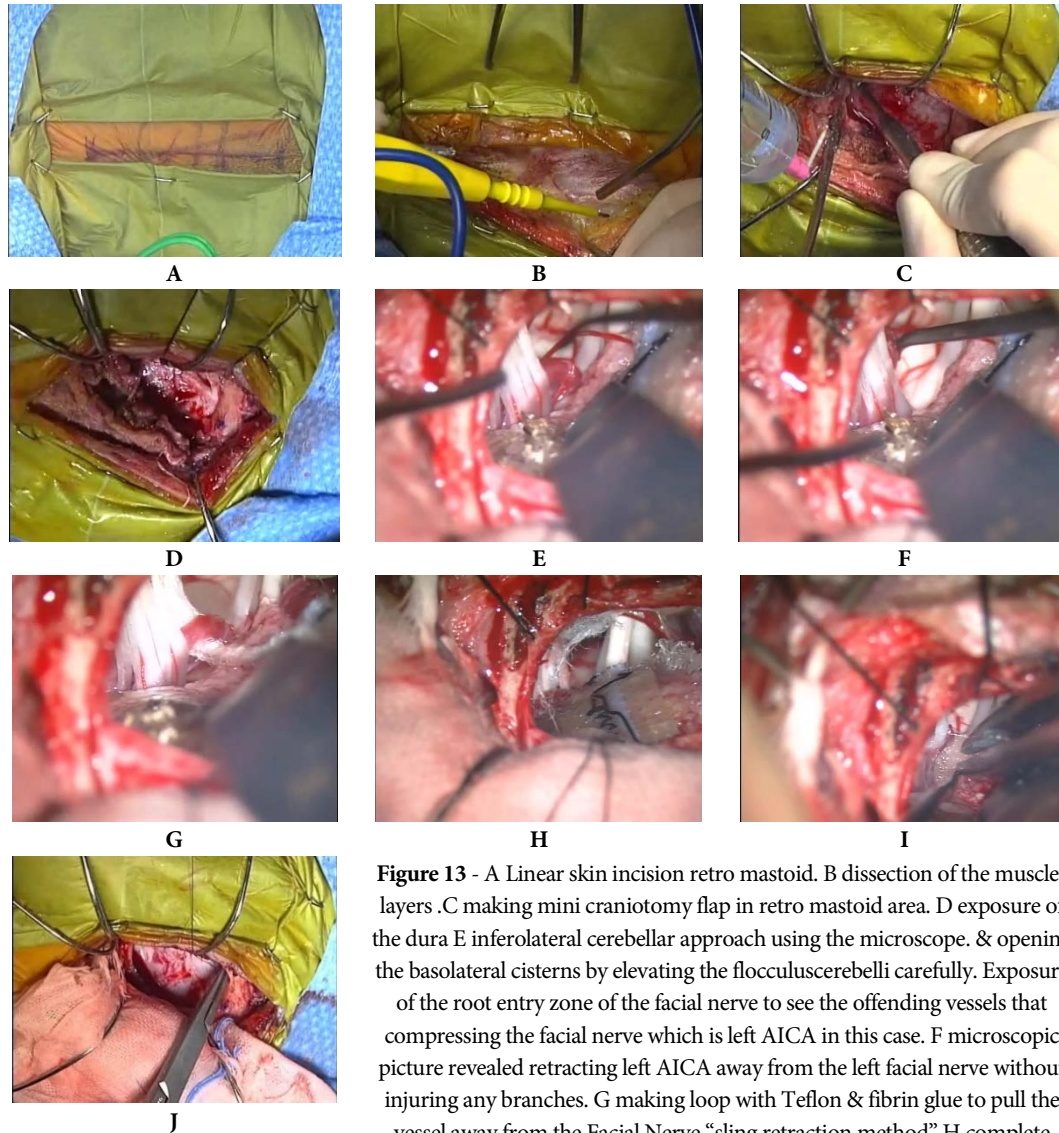 A
B
C
D
E
F
G
H
I
J
Figure 13 - A Linear skin incision retro mastoid. B dissection of the muscle
layers .C making mini craniotomy flap in retro mastoid area. D exposure o
the dura E inferolateral cerebellar approach using the microscope. & openin
the basolateral cisterns by elevating the flocculuscerebelli carefully. Exposur
of the root entry zone of the facial nerve to see the offending vessels that
compressing the facial nerve which is left AICA in this case. F microscopic
picture revealed retracting left AICA away from the left facial nerve withou
injuring any branches. G making loop with Teflon & fibrin glue to pull the
vessel away from the Facial Nerve “sling retraction method” H complete